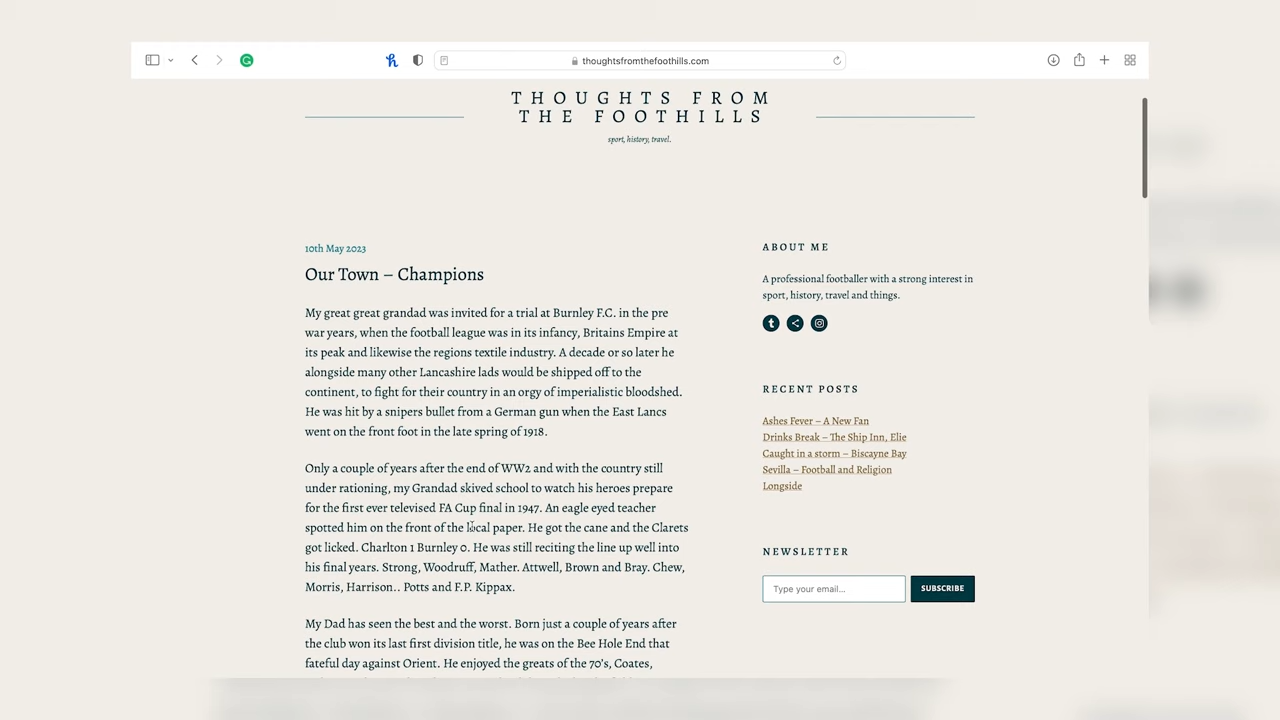 thoughtsfromthefoothills.com
THOUGHTS FROM
THE FOOTHILLS
sport, history, travel.
10th May 2023
Our Town – Champions
My great great grandad was invited for a trial at Burnley F.C. in the pre
war years, when the football league was in its infancy, Britains Empire at
its peak and likewise the regions textile industry. A decade or so later he
alongside many other Lancashire lads would be shipped off to the
continent, to fight for their country in an orgy of imperialistic bloodshed.
He was hit by a snipers bullet from a German gun when the East Lancs
went on the front foot in the late spring of 1918.
Only a couple of years after the end of WW2 and with the country still
under rationing, my Grandad skived school to watch his heroes prepare
for the first ever televised FA Cup final in 1947. An eagle eyed teacher
spotted him on the front of the local paper. He got the cane and the Clarets
got licked. Charlton 1 Burnley 0. He was still reciting the line up well into
his final years. Strong, Woodruff, Mather. Attwell, Brown and Bray. Chew,
Morris, Harrison.. Potts and F.P. Kippax.
My Dad has seen the best and the worst. Born just a couple of years after
the club won its last first division title, he was on the Bee Hole End that
fateful day against Orient. He enjoyed the greats of the 70's, Coates,
ABOUT ME
A professional footballer with a strong interest in
sport, history, travel and things.
RECENT POSTS
Ashes Fever – A New Fan
Drinks Break – The Ship Inn, Elie
Caught in a storm – Biscayne Bay
Sevilla – Football and Religion
Longside
NEWSLETTER
Type your email...
SUBSCRIBE